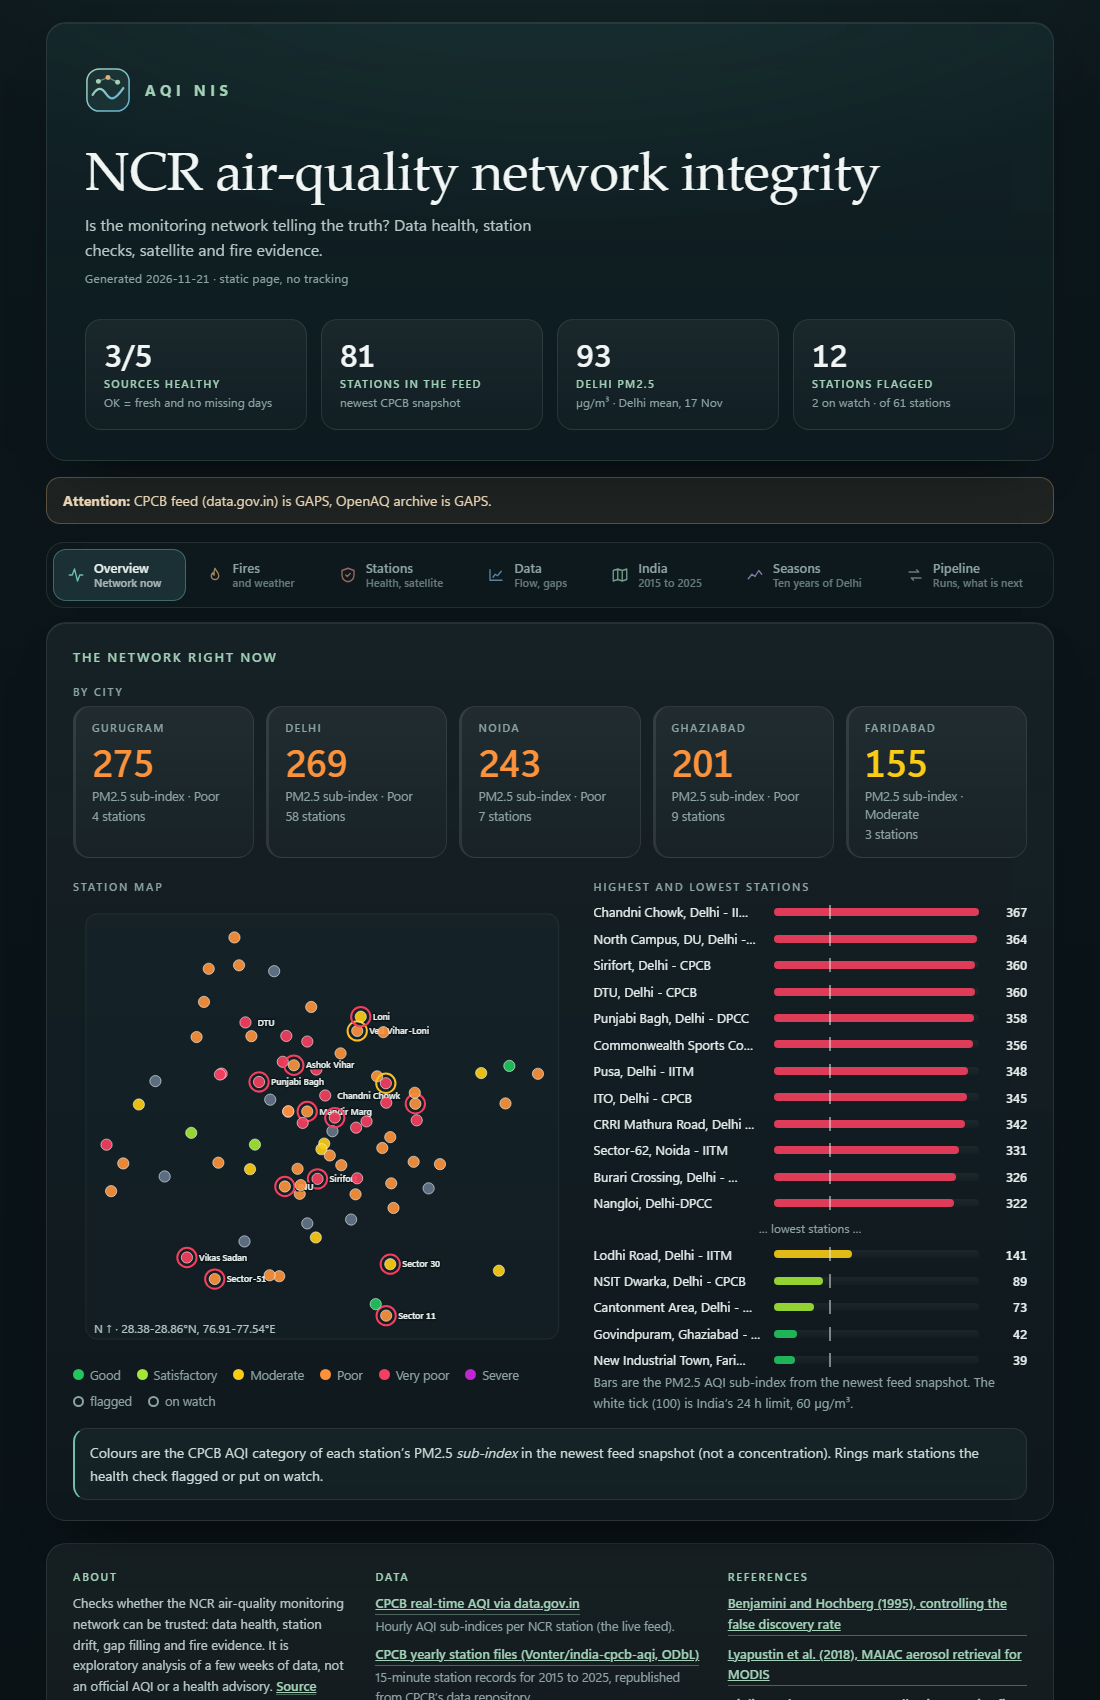 AQI NIS
NCR air-quality network integrity
Is the monitoring network telling the truth? Data health, station
checks, satellite and fire evidence.
Generated 2026-11-21 · static page, no tracking
3/5
SOURCES HEALTHY
OK = fresh and no missing days
81
STATIONS IN THE FEED
newest CPCB snapshot
93
DELHI PM2.5
µg/m³ · Delhi mean, 17 Nov
12
STATIONS FLAGGED
2 on watch · of 61 stations
Attention: CPCB feed (data.gov.in) is GAPS, OpenAQ archive is GAPS.
Overview
Network now
Fires
and weather
Stations
Health, satellite
Data
Flow, gaps
India
2015 to 2025
Seasons
Ten years of Delhi
Pipeline
Runs, what is next
THE NETWORK RIGHT NOW
BY CITY
GURUGRAM
275
PM2.5 sub-index · Poor
4 stations
DELHI
269
PM2.5 sub-index · Poor
58 stations
NOIDA
243
PM2.5 sub-index · Poor
7 stations
GHAZIABAD
201
PM2.5 sub-index · Poor
9 stations
FARIDABAD
155
PM2.5 sub-index ·
Moderate
3 stations
STATION MAP
Loni
DTU
Vihar-Loni
Ashok Vihar
Punjabi Bagh
Chandni Chowk
Marg
Sirifort
Vikas Sadan
Sector-51
Sector 30
Sector 11
N ↑ · 28.38-28.86°N, 76.91-77.54°E
Good
Satisfactory
Moderate
Poor
Very poor
Severe
flagged
on watch
HIGHEST AND LOWEST STATIONS
Chandni Chowk, Delhi - II... 367
North Campus, DU, Delhi -... 364
Sirifort, Delhi - CPCB 360
DTU, Delhi - CPCB 360
Punjabi Bagh, Delhi - DPCC 358
Commonwealth Sports Co... 356
Pusa, Delhi - IITM 348
ITO, Delhi - CPCB 345
CRRI Mathura Road, Delhi ... 342
Sector-62, Noida - IITM 331
Burari Crossing, Delhi - ... 326
Nangloi, Delhi-DPCC 322
... lowest stations ...
Lodhi Road, Delhi - IITM 141
NSIT Dwarka, Delhi - CPCB 89
Cantonment Area, Delhi - ... 73
Govindpuram, Ghaziabad - ... 42
New Industrial Town, Fari... 39
Bars are the PM2.5 AQI sub-index from the newest feed snapshot. The
white tick (100) is India's 24 h limit, 60 µg/m³.
Colours are the CPCB AQI category of each station's PM2.5 sub-index in the newest feed snapshot (not a concentration). Rings mark stations the
health check flagged or put on watch.
ABOUT
Checks whether the NCR air-quality monitoring
network can be trusted: data health, station
drift, gap filling and fire evidence. It is
exploratory analysis of a few weeks of data, not
an official AQI or a health advisory. Source
DATA
CPCB real-time AQI via data.gov.in
Hourly AQI sub-indices per NCR station (the live feed).
CPCB yearly station files (Vonter/india-cpcb-aqi, ODbL)
15-minute station records for 2015 to 2025, republished
from CPCB's data repository.
REFERENCES
Benjamini and Hochberg (1995), controlling the
false discovery rate
Lyapustin et al. (2018), MAIAC aerosol retrieval for
MODIS